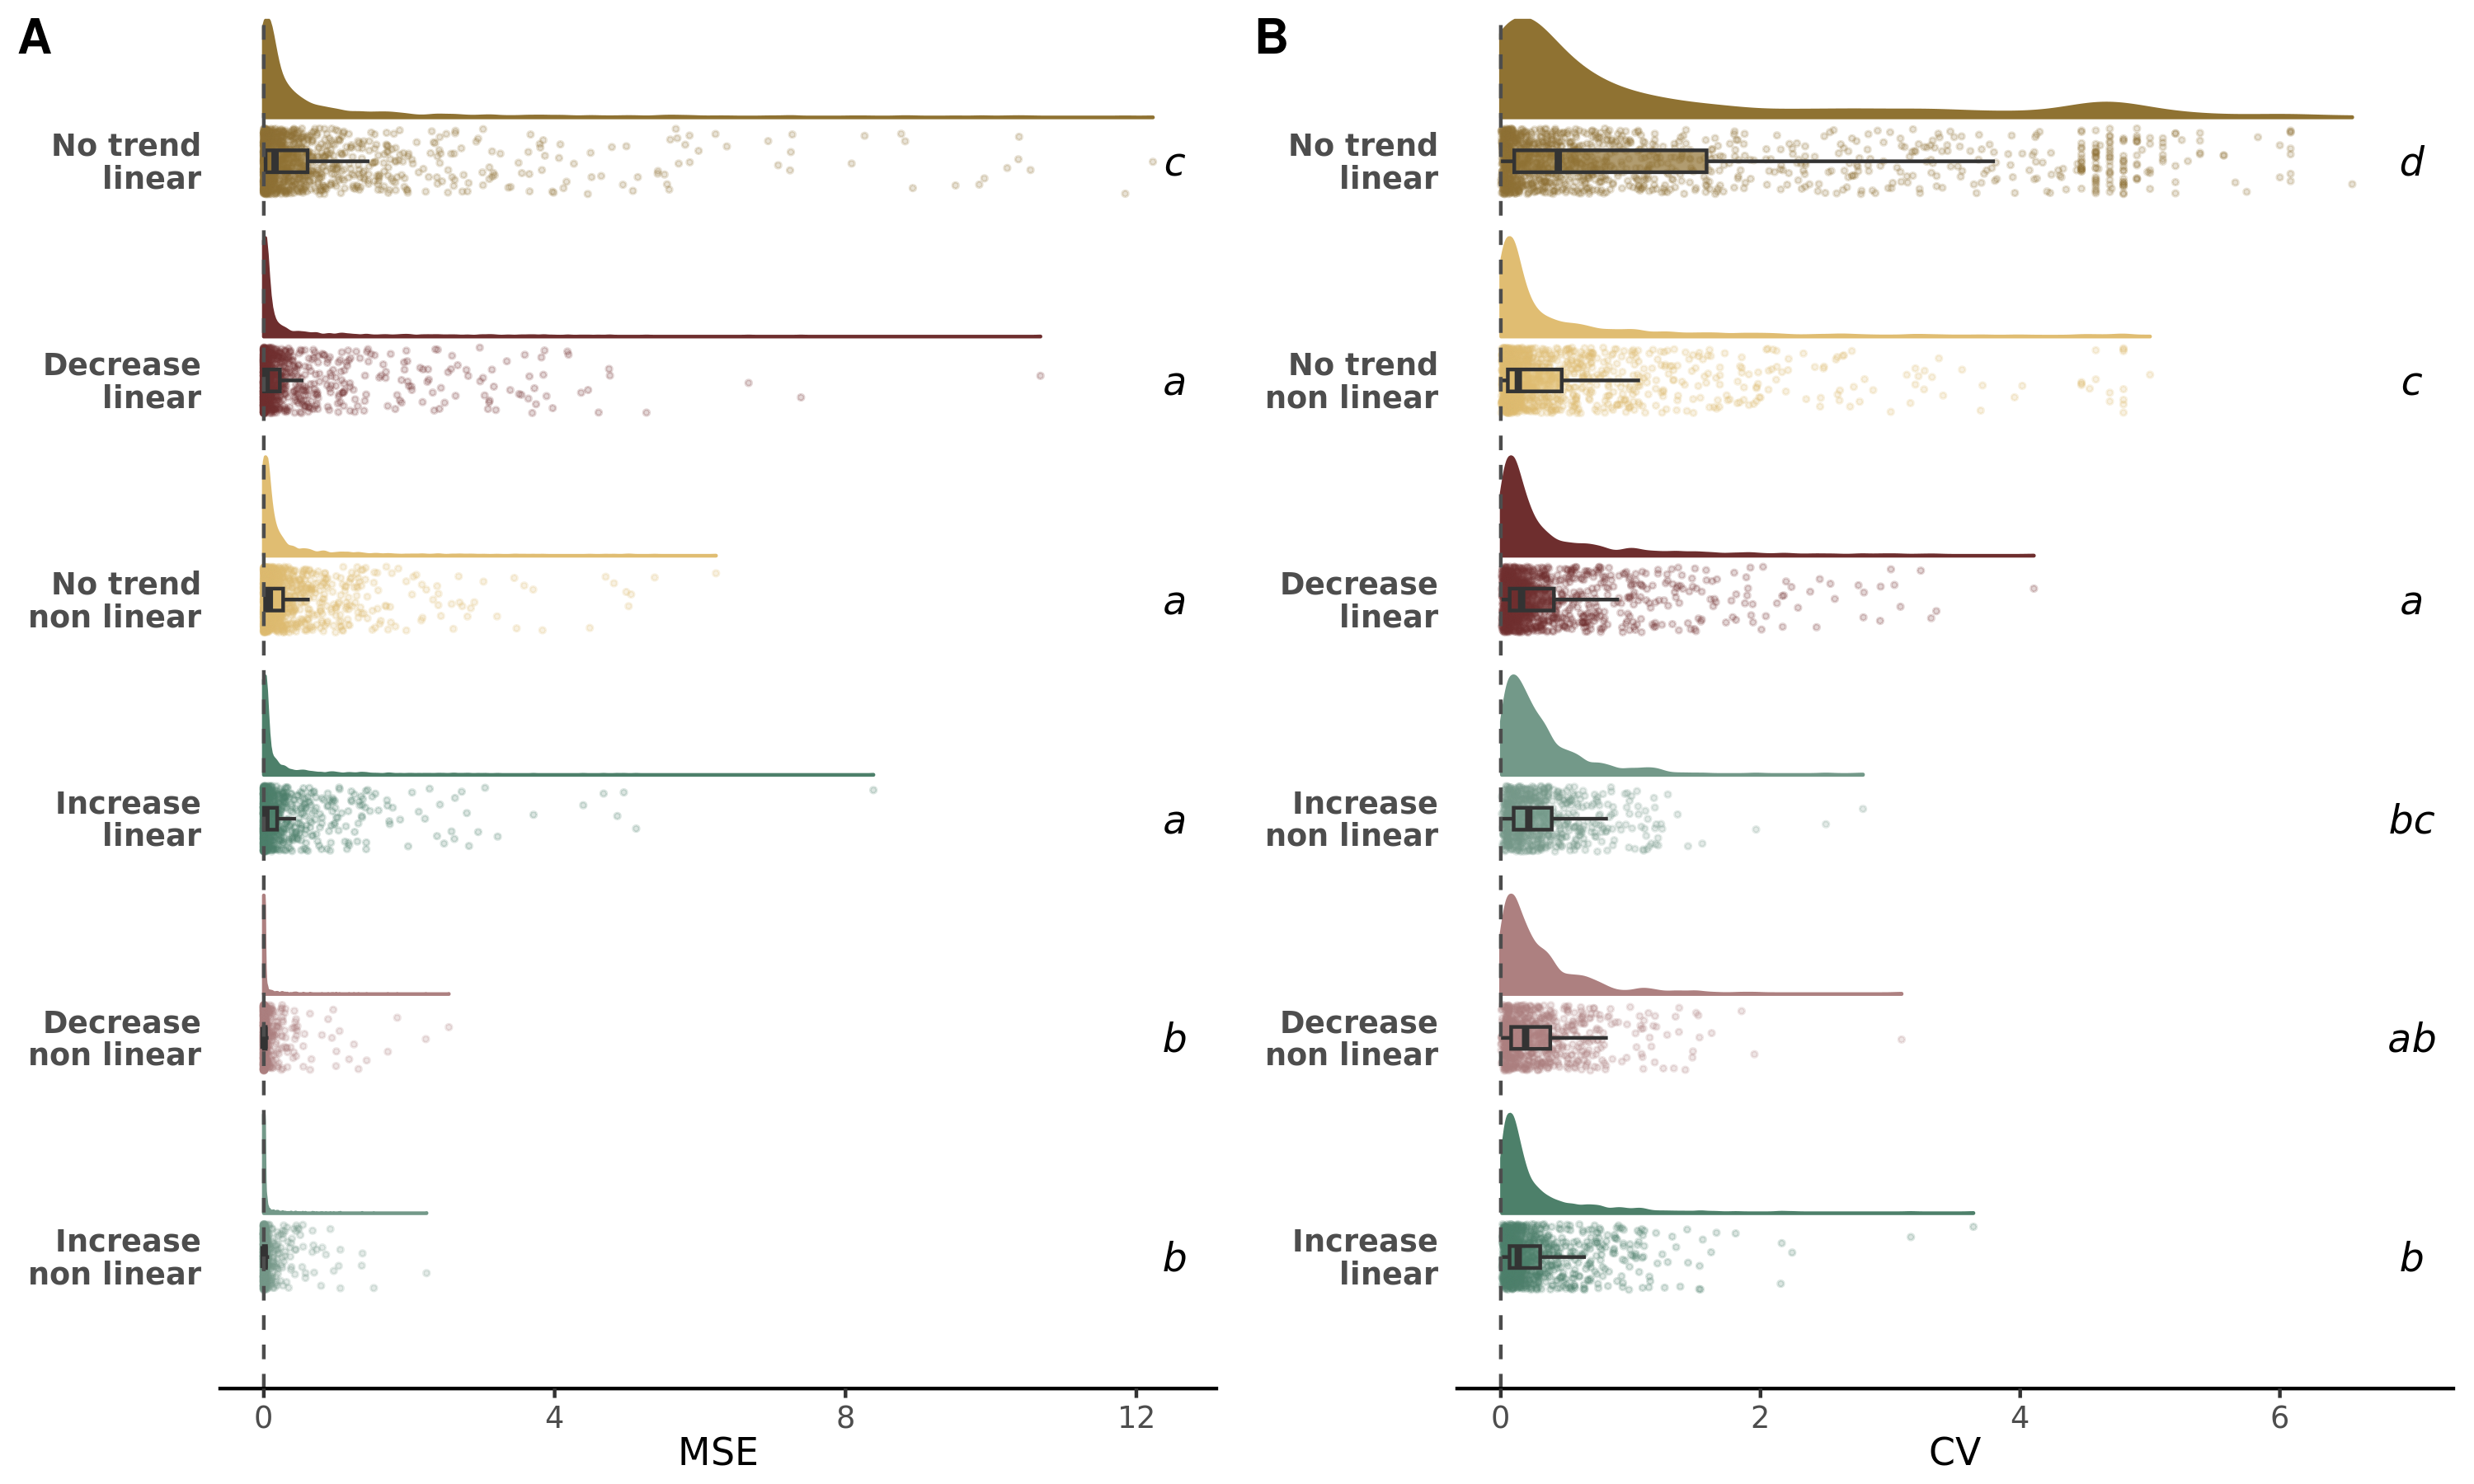 A
No trend
linear
c
Decrease
linear
a
No trend
non linear
a
Increase
linear
a
Decrease
non linear
b
Increase
non linear
b
0
4
8
12
MSE
B
No trend
linear
d
No trend
non linear
c
Decrease
linear
a
Increase
non linear
bc
Decrease
non linear
ab
Increase
linear
b
0
2
4
6
CV